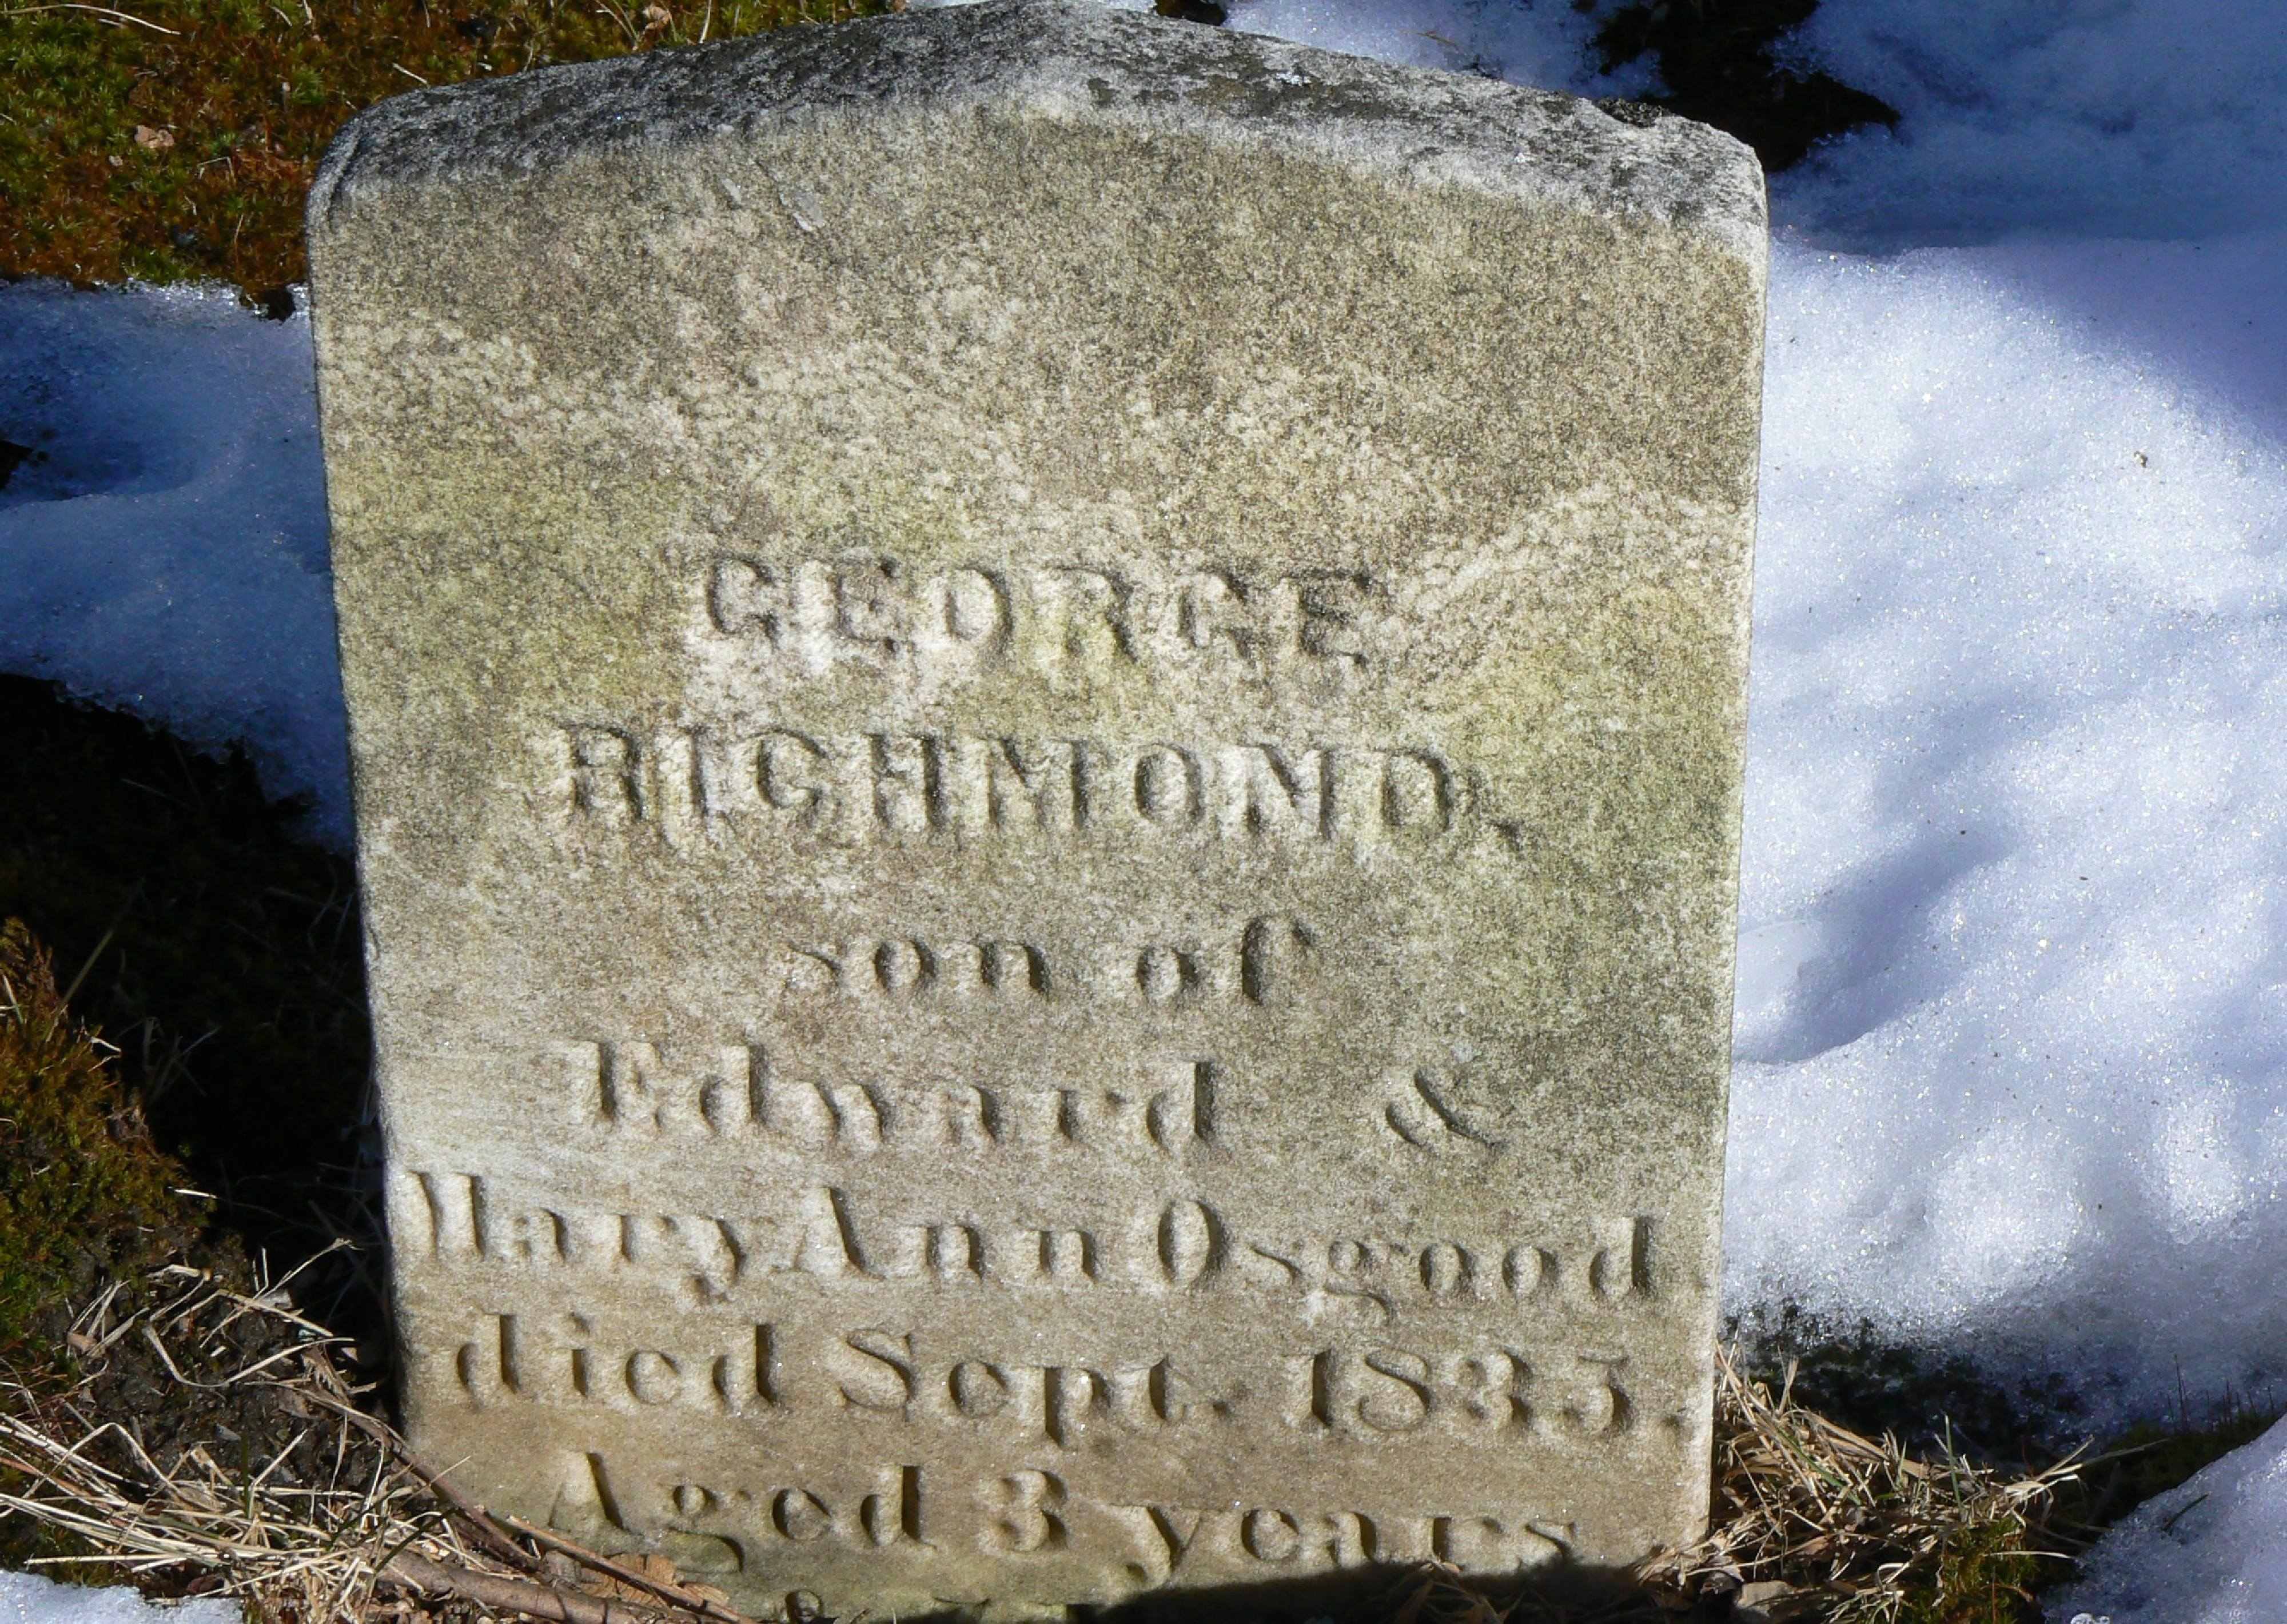 GEORGE
RICHMOND,
son of
Edward &
Mary Ann Osgood
died Sept. 1835.
Aged 3 years